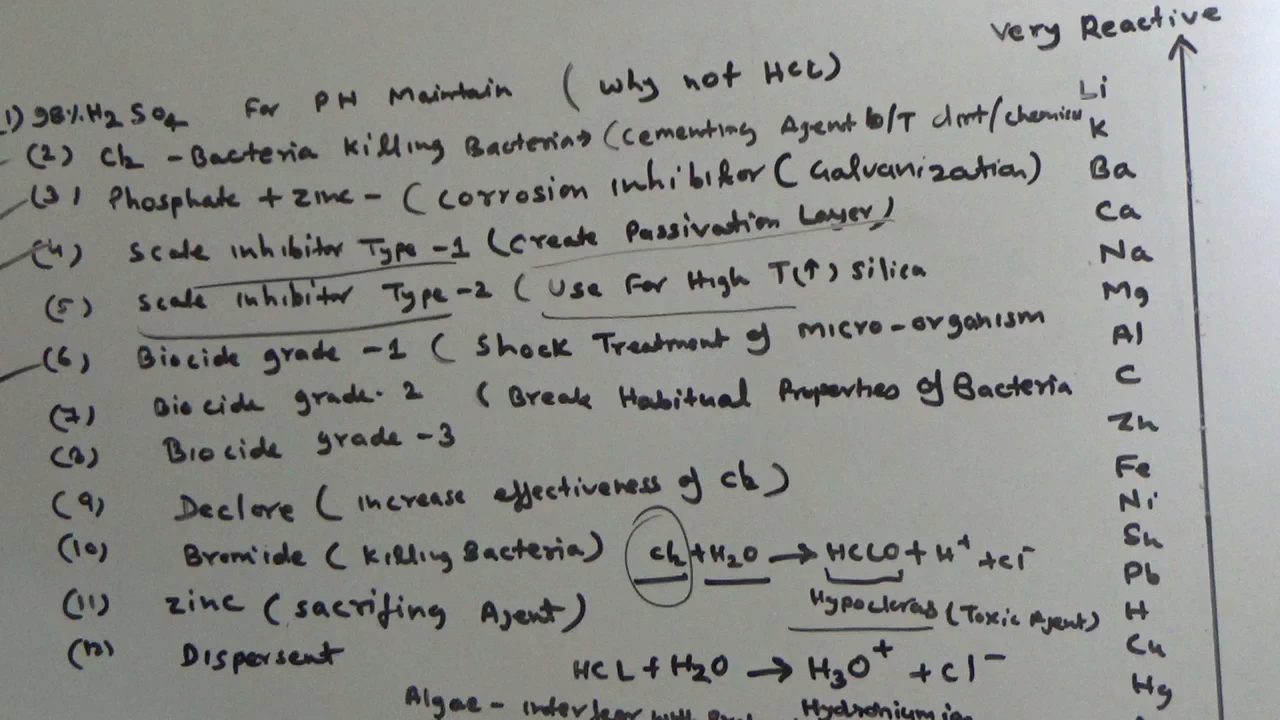 Very Reactive
(1) 98% H2SO4 For PH Maintain (Why not HCL)
(2) Cl2 - Bacteria Killing Bacteria → (Cementing Agent b/T dirt/chemical
(3) Phosphate + Zinc - (Corrosion inhibitor (Galvanization)
(4) Scale inhibitor Type -1 (Create Passivation Layer)
(5) Scale inhibitor Type -2 (Use For High T(↑) Silica
(6) Biocide grade -1 (Shock Treatment of micro-organism
(7) Biocide grade - 2 (Break Habitual Properties of Bacteria
(8) Biocide grade -3
(9) Declore (increase effectiveness of Cl2)
(10) Bromide (Killing Bacteria) Cl2 + H2O → HCLO + H+ + Cl-
(11) Zinc (Sacrifing Agent) (Toxic Agent)
(12) Dispersent
HCL + H2O → H3O+ + Cl-
Algae - Hydronium
Li
K
Ba
Ca
Na
Mg
Al
C
Zn
Fe
Ni
Sn
Pb
H
Cu
Hg